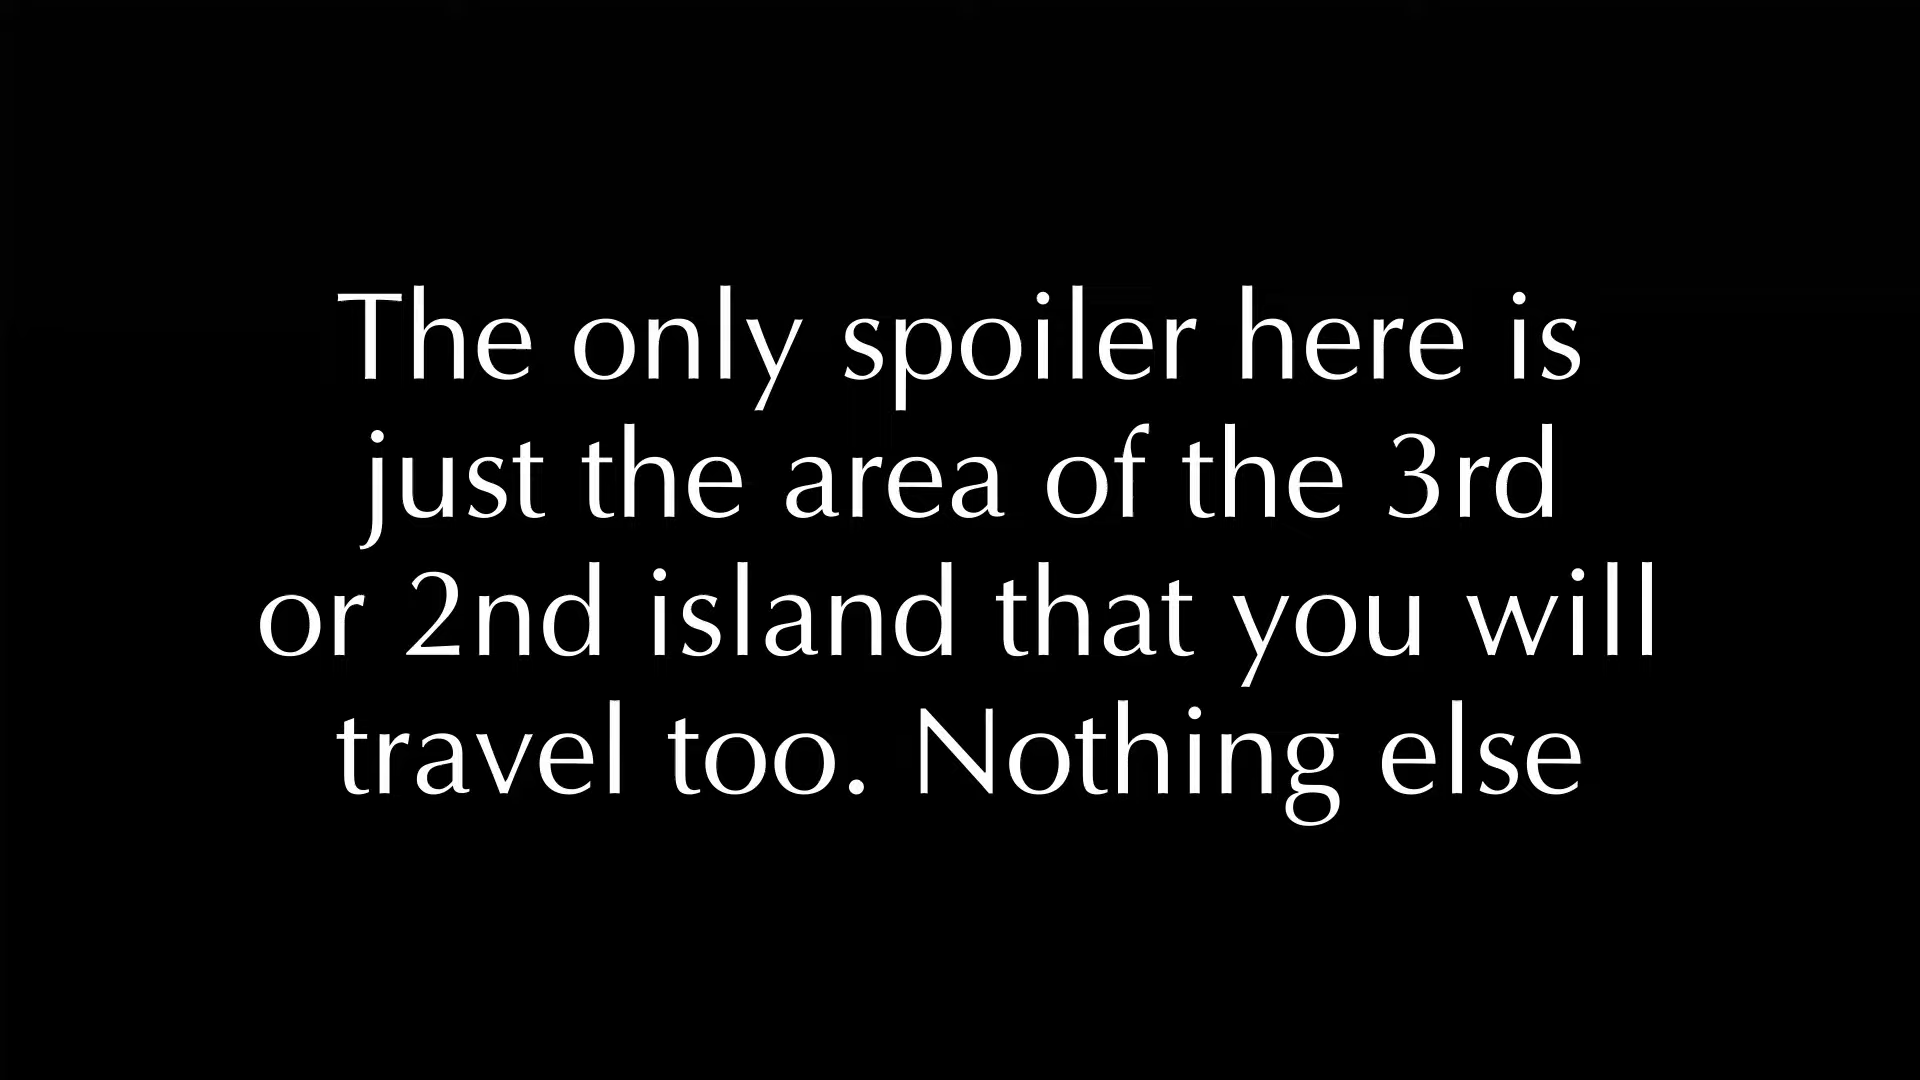 The only spoiler here is
just the area of the 3rd
or 2nd island that you will
travel too. Nothing else